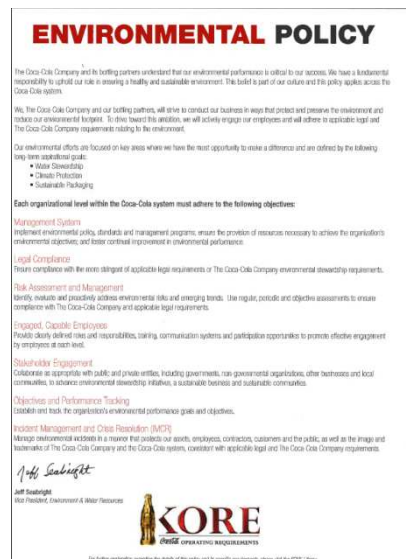 ENVIRONMENTAL POLICY
The Coca-Cola Company and its bottling partners understand that our environmental performance is critical to our success. We have a fundamental
responsibility to uphold our role in ensuring a healthy and sustainable environment. This belief is part of our culture and this policy applies across the
Coca-Cola system.
We, The Coca-Cola Company and our bottling partners, will strive to conduct our business in ways that protect and preserve the environment and
reduce our environmental footprint. To drive toward this ambition, we will actively engage our employees and will adhere to applicable legal and
The Coca-Cola Company requirements relating to the environment.
Our environmental efforts are focused on key areas where we have the most opportunity to make a difference and are defined by the following
long-term aspirational goals:
• Water Stewardship
• Climate Protection
• Sustainable Packaging
Each organizational level within the Coca-Cola system must adhere to the following objectives:
Management System
Implement environmental policy, standards and management programs; ensure the provision of resources necessary to achieve the organization's
environmental objectives; and foster continual improvement in environmental performance.
Legal Compliance
Ensure compliance with the more stringent of applicable legal requirements or The Coca-Cola Company environmental stewardship requirements.
Risk Assessment and Management
Identify, evaluate and proactively address environmental risks and emerging trends. Use regular, periodic and objective assessments to ensure
compliance with The Coca-Cola Company and applicable legal requirements.
Engaged, Capable Employees
Provide clearly defined roles and responsibilities, training, communication systems and participation opportunities to promote effective engagement
by employees at each level.
Stakeholder Engagement
Collaborate as appropriate with public and private entities, including governments, non-governmental organizations, other businesses and local
communities, to advance environmental stewardship initiatives, a sustainable business and sustainable communities.
Objectives and Performance Tracking
Establish and track the organization's environmental performance goals and objectives.
Incident Management and Crisis Resolution (IMCR)
Manage environmental incidents in a manner that protects our assets, employees, contractors, customers and the public, as well as the image and
trademarks of The Coca-Cola Company and the Coca-Cola system, consistent with applicable legal and The Coca-Cola Company requirements.
Jeff Seabright
Jeff Seabright
Vice President, Environment & Water Resources
KORE
Coca-Cola OPERATING REQUIREMENTS